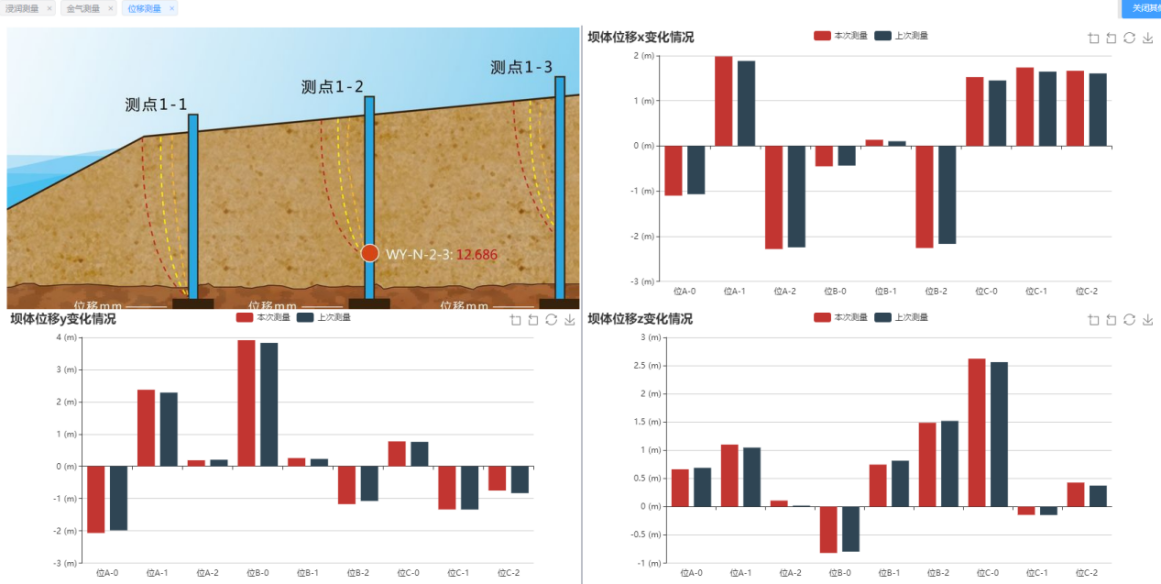 浸润测量 ×
金气测量 ×
位移测量 ×
测点1-1
测点1-2
测点1-3
WY-N-2-3: 12.686
位移mm
位移mm
位移mm
坝体位移x变化情况
本次测量 上次测量
2 (m)
1 (m)
0 (m)
-1 (m)
-2 (m)
-3 (m)
位A-0 位A-1 位A-2 位B-0 位B-1 位B-2 位C-0 位C-1 位C-2
坝体位移y变化情况
本次测量 上次测量
4 (m)
3 (m)
2 (m)
1 (m)
0 (m)
-1 (m)
-2 (m)
-3 (m)
位A-0 位A-1 位A-2 位B-0 位B-1 位B-2 位C-0 位C-1 位C-2
坝体位移z变化情况
本次测量 上次测量
3 (m)
2.5 (m)
2 (m)
1.5 (m)
1 (m)
0.5 (m)
0 (m)
-0.5 (m)
-1 (m)
位A-0 位A-1 位A-2 位B-0 位B-1 位B-2 位C-0 位C-1 位C-2